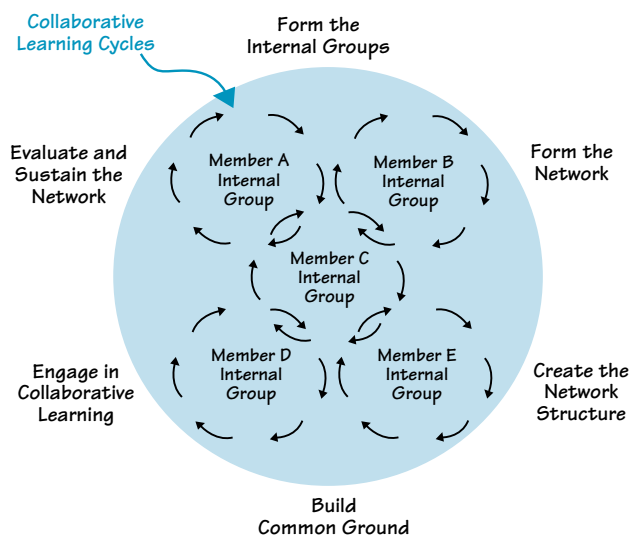 Collaborative
Learning Cycles
Form the
Internal Groups
Evaluate and
Sustain the
Network
Member A
Internal
Group
Member B
Internal
Group
Form the
Network
Member C
Internal
Group
Engage in
Collaborative
Learning
Member D
Internal
Group
Member E
Internal
Group
Create the
Network
Structure
Build
Common Ground